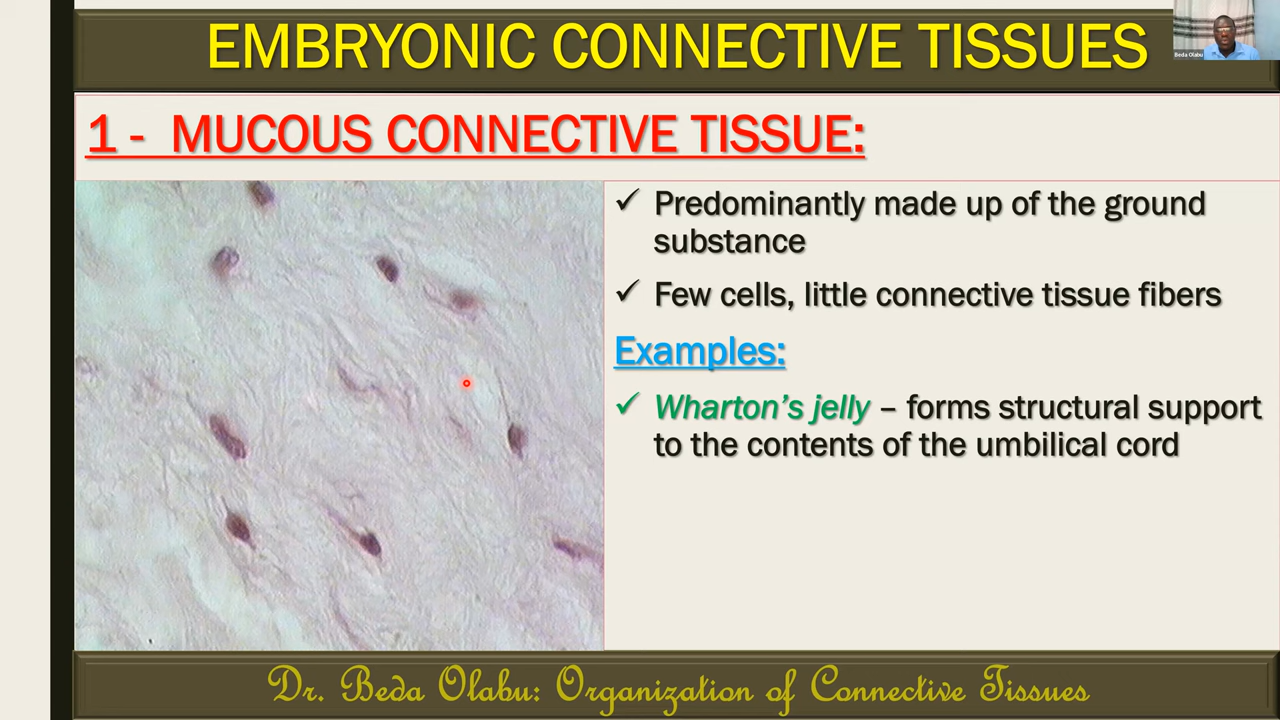 EMBRYONIC CONNECTIVE TISSUES
Beda Olabu
1 - MUCOUS CONNECTIVE TISSUE:
✓ Predominantly made up of the ground
substance
✓ Few cells, little connective tissue fibers
Examples:
✓ Wharton’s jelly – forms structural support
to the contents of the umbilical cord
Dr. Beda Olabu: Organization of Connective Tissues